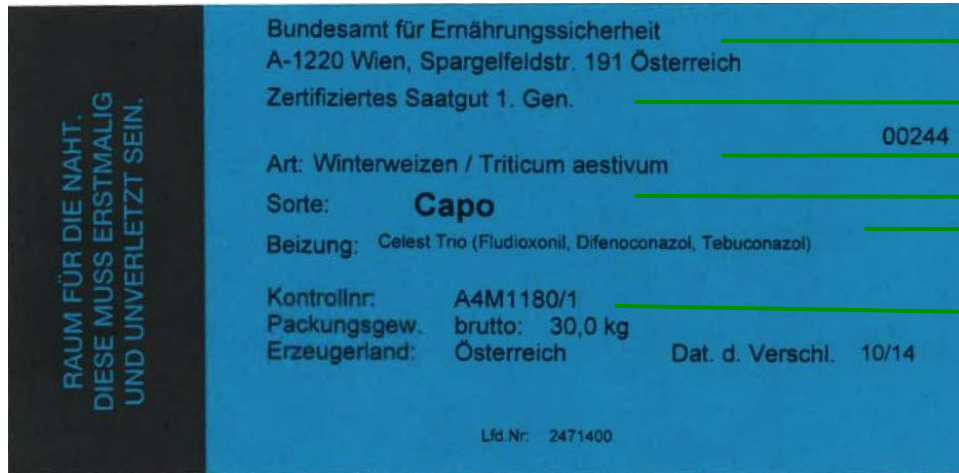 RAUM FÜR DIE NAHT.
DIESE MUSS ERSTMALIG
UND UNVERLETZT SEIN.
Bundesamt für Ernährungssicherheit
A-1220 Wien, Spargelfeldstr. 191 Österreich
Zertifiziertes Saatgut 1. Gen.
00244
Art: Winterweizen / Triticum aestivum
Sorte: Capo
Beizung: Celest Trio (Fludioxonil, Difenoconazol, Tebuconazol)
Kontrollnr: A4M1180/1
Packungsgew. brutto: 30,0 kg
Erzeugerland: Österreich Dat. d. Verschl. 10/14
Lfd.Nr: 2471400